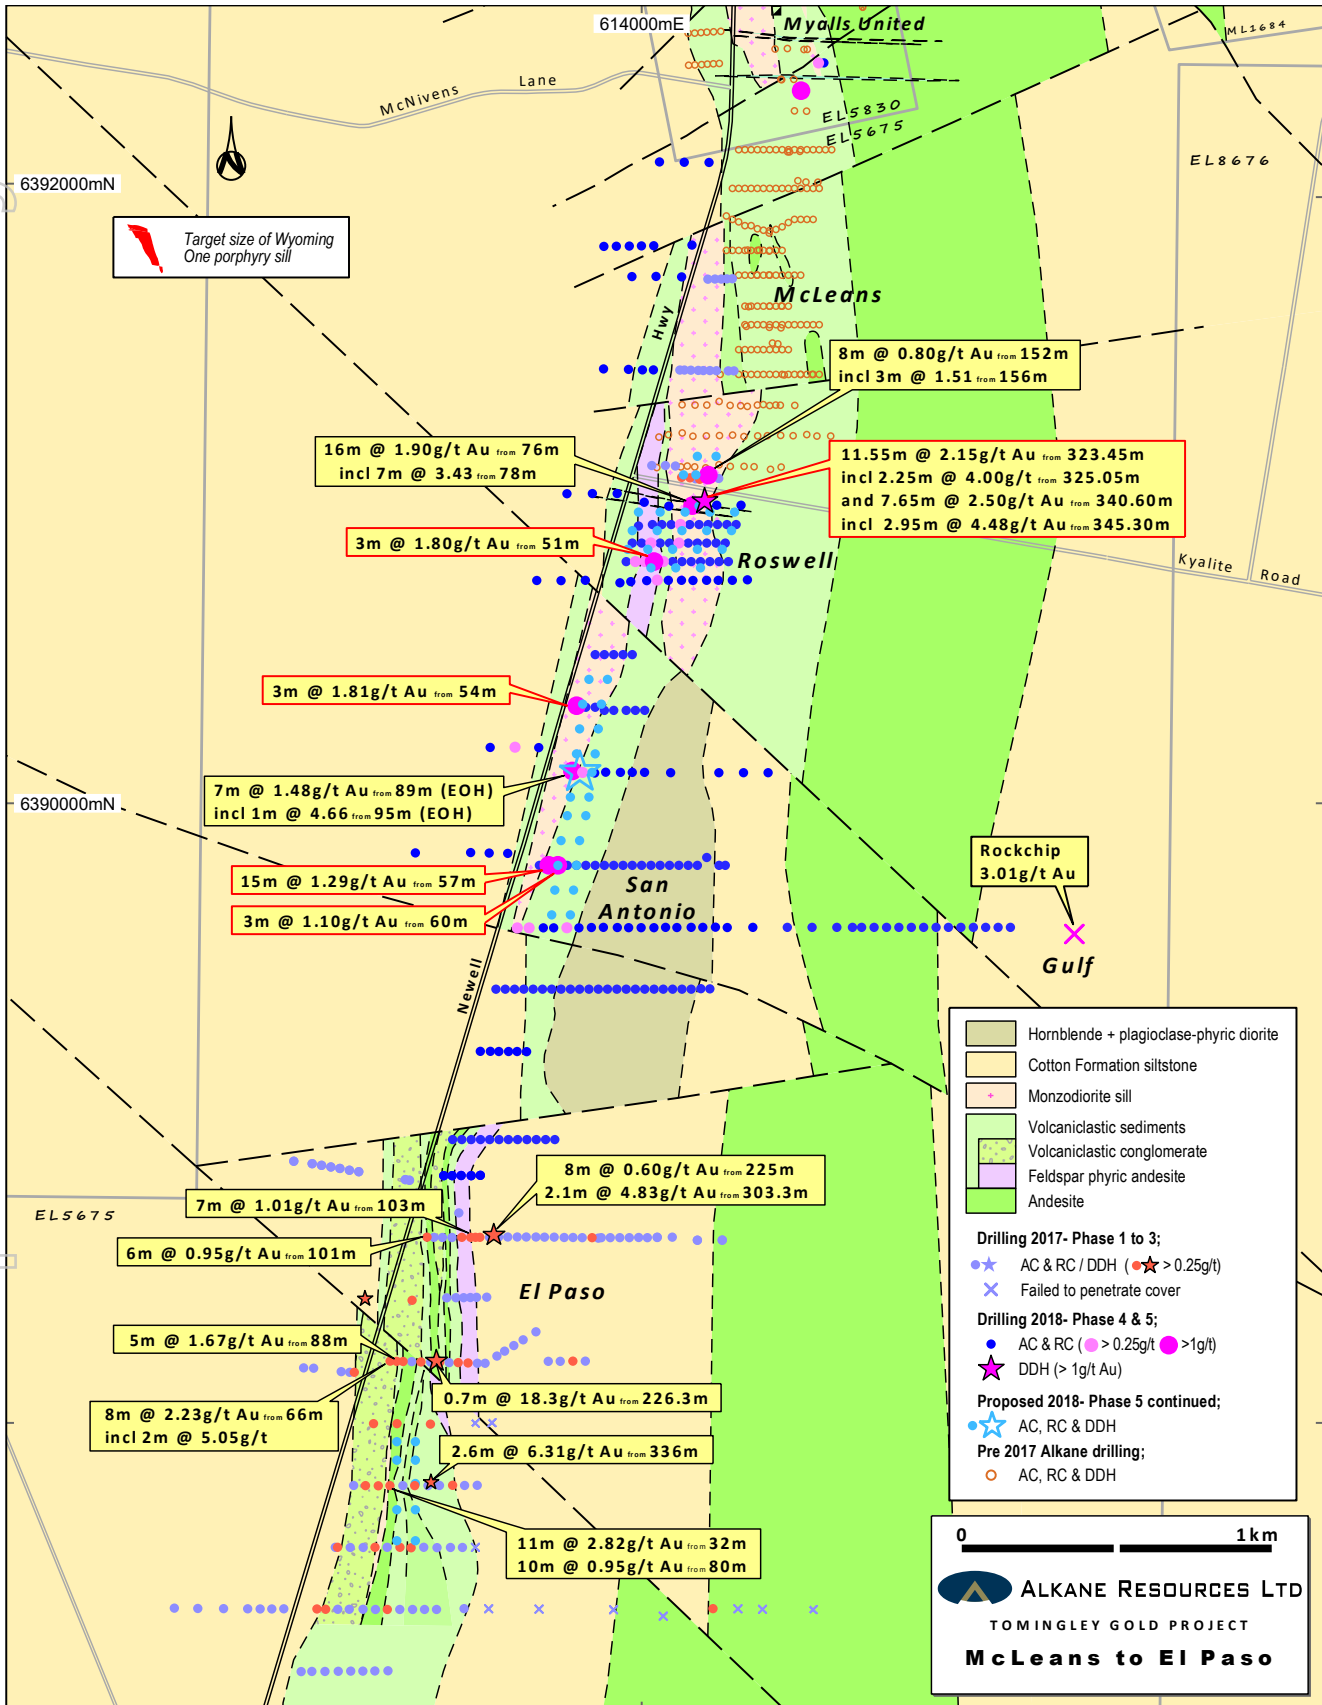 614000mE
Myalls United
ML1684
McNivens Lane
EL5830
EL5675
EL8676
6392000mN
Target size of Wyoming
One porphyry sill
McLeans
Hwy
8m @ 0.80g/t Au from 152m
incl 3m @ 1.51 from 156m
16m @ 1.90g/t Au from 76m
incl 7m @ 3.43 from 78m
11.55m @ 2.15g/t Au from 323.45m
incl 2.25m @ 4.00g/t from 325.05m
and 7.65m @ 2.50g/t Au from 340.60m
incl 2.95m @ 4.48g/t Au from 345.30m
3m @ 1.80g/t Au from 51m
Roswell
Kyalite Road
3m @ 1.81g/t Au from 54m
7m @ 1.48g/t Au from 89m (EOH)
incl 1m @ 4.66 from 95m (EOH)
6390000mN
Rockchip
3.01g/t Au
15m @ 1.29g/t Au from 57m
San
Antonio
3m @ 1.10g/t Au from 60m
Gulf
Newell
Hornblende + plagioclase-phyric diorite
Cotton Formation siltstone
Monzodiorite sill
Volcaniclastic sediments
Volcaniclastic conglomerate
Feldspar phyric andesite
Andesite
Drilling 2017- Phase 1 to 3;
AC & RC / DDH ( > 0.25g/t)
Failed to penetrate cover
Drilling 2018- Phase 4 & 5;
AC & RC ( > 0.25g/t >1g/t)
DDH (> 1g/t Au)
Proposed 2018- Phase 5 continued;
AC, RC & DDH
Pre 2017 Alkane drilling;
AC, RC & DDH
8m @ 0.60g/t Au from 225m
2.1m @ 4.83g/t Au from 303.3m
7m @ 1.01g/t Au from 103m
EL5675
6m @ 0.95g/t Au from 101m
El Paso
5m @ 1.67g/t Au from 88m
0.7m @ 18.3g/t Au from 226.3m
8m @ 2.23g/t Au from 66m
incl 2m @ 5.05g/t
2.6m @ 6.31g/t Au from 336m
11m @ 2.82g/t Au from 32m
10m @ 0.95g/t Au from 80m
0 1km
ALKANE RESOURCES LTD
TOMINGLEY GOLD PROJECT
McLeans to El Paso